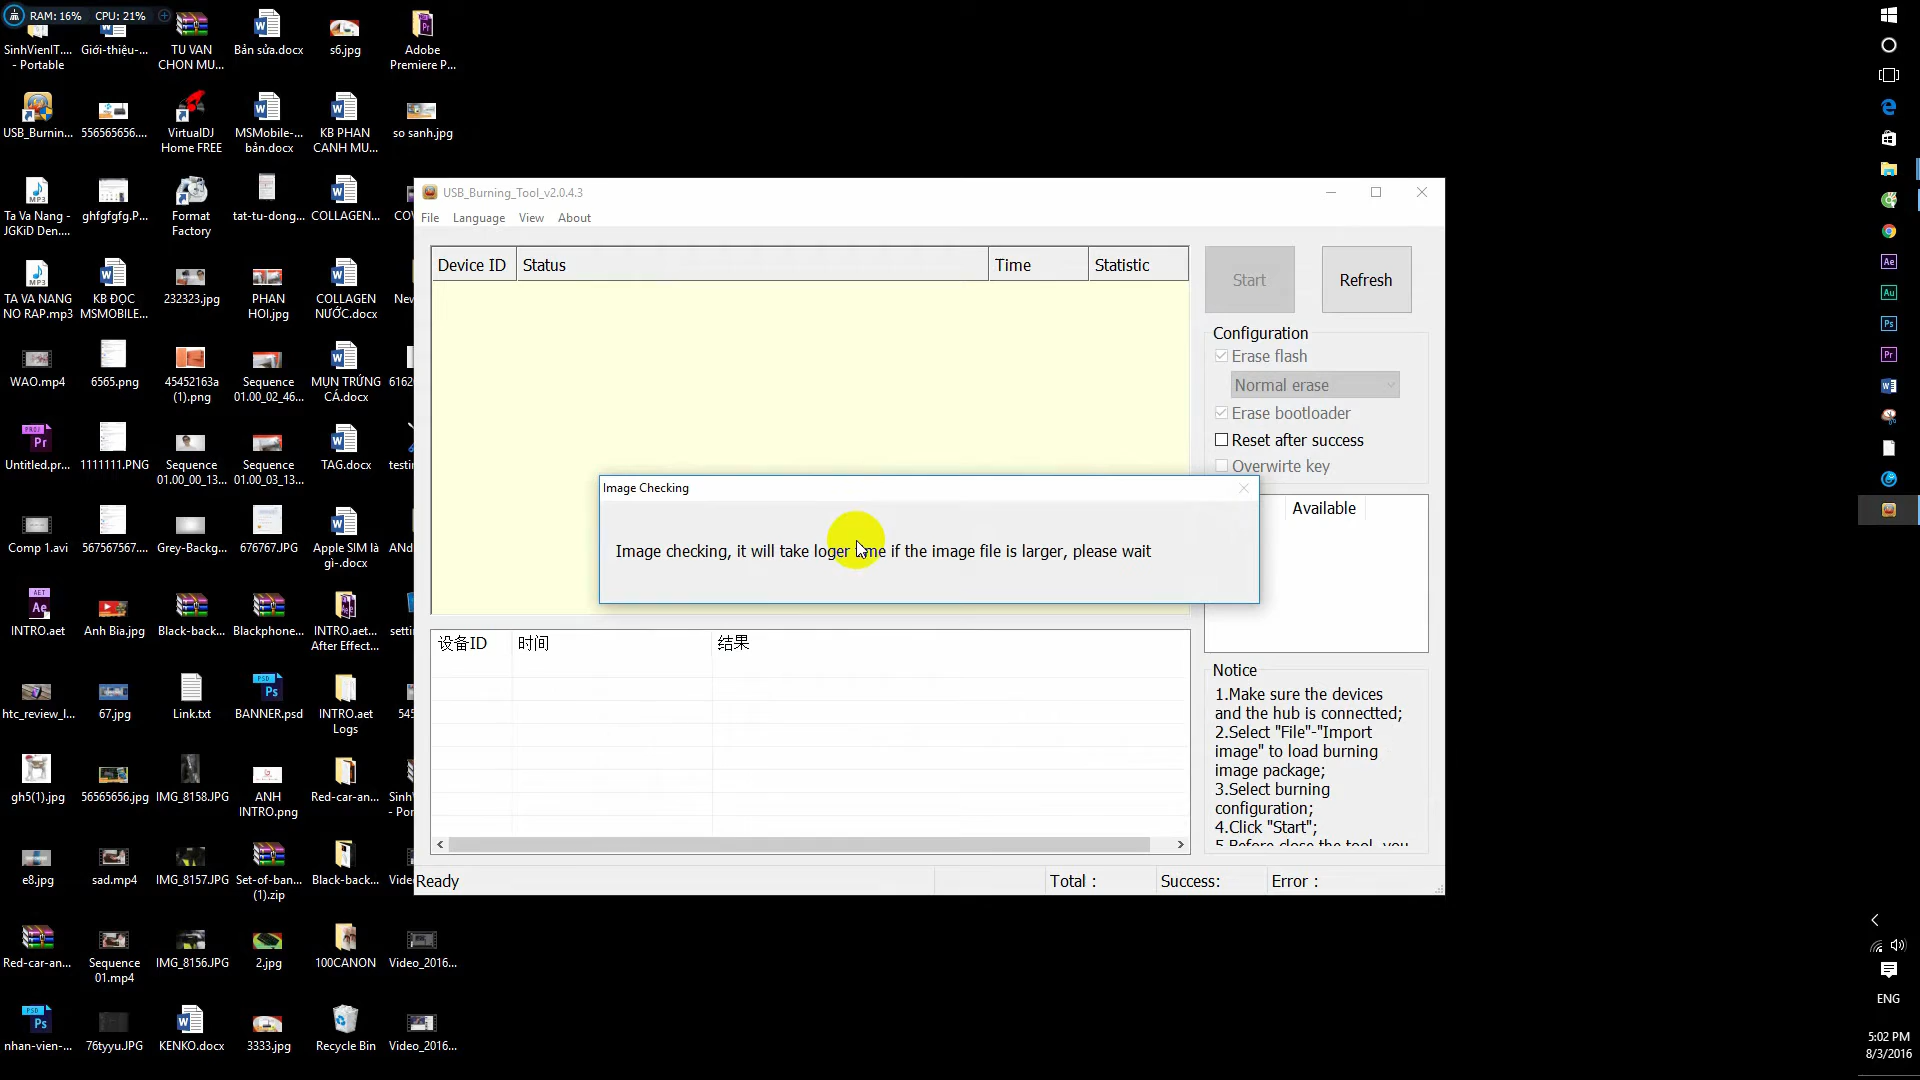 RAM: 16% CPU: 21%
SinhVienIT....
- Portable
Giới-thiệu-...
TU VAN
CHON MU...
Bản sửa.docx
s6.jpg
Adobe
Premiere P...
USB_Burnin...
556565656....
VirtualDJ
Home FREE
MSMobile-...
bản.docx
KB PHAN
CANH MU...
so sanh.jpg
Ta Va Nang -
JGKiD Den....
ghfgfgfg.P...
Format
Factory
tat-tu-dong...
COLLAGEN...
TA VA NANG
NO RAP.mp3
KB ĐỌC
MSMOBILE...
232323.jpg
PHAN
HOI.jpg
COLLAGEN
NƯỚC.docx
WAO.mp4
6565.png
45452163a
(1).png
Sequence
01.00_02_46...
MỤN TRỨNG
CÁ.docx
Untitled.pr...
1111111.PNG
Sequence
01.00_00_13...
Sequence
01.00_03_13...
TAG.docx
Comp 1.avi
567567567....
Grey-Backg...
676767.JPG
Apple SIM là
gì-.docx
INTRO.aet
Anh Bia.jpg
Black-back...
Blackphone...
INTRO.aet...
After Effect...
htc_review_l...
67.jpg
Link.txt
BANNER.psd
INTRO.aet
Logs
gh5(1).jpg
56565656.jpg
IMG_8158.JPG
ANH
INTRO.png
Red-car-an...
e8.jpg
sad.mp4
IMG_8157.JPG
Set-of-ban...
(1).zip
Black-back...
Red-car-an...
Sequence
01.mp4
IMG_8156.JPG
2.jpg
100CANON
Video_2016...
nhan-vien-...
76tyyu.JPG
KENKO.docx
3333.jpg
Recycle Bin
Video_2016...
USB_Burning_Tool_v2.0.4.3
File Language View About
Device ID Status Time Statistic
Start Refresh
Configuration
Erase flash
Normal erase
Erase bootloader
Reset after success
Overwirte key
Image Checking
Image checking, it will take loger if the image file is larger, please wait
Available
设备ID 时间 结果
Notice
1.Make sure the devices
and the hub is connectted;
2.Select "File"-"Import
image" to load burning
image package;
3.Select burning
configuration;
4.Click "Start";
5.Before close the tool, you
Ready Total : Success: Error :
ENG
5:02 PM
8/3/2016